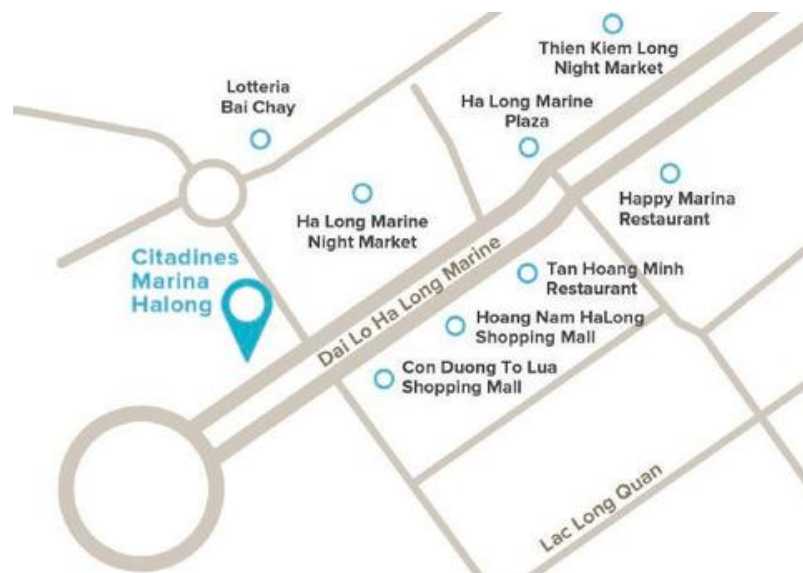 Thien Kiem Long
Night Market
Lotteria
Bai Chay
Ha Long Marine
Plaza
Happy Marina
Restaurant
Ha Long Marine
Night Market
Citadines
Marina
Halong
Dai Lo Ha Long Marine
Tan Hoang Minh
Restaurant
Hoang Nam HaLong
Shopping Mall
Con Duong To Lua
Shopping Mall
Lac Long Quan